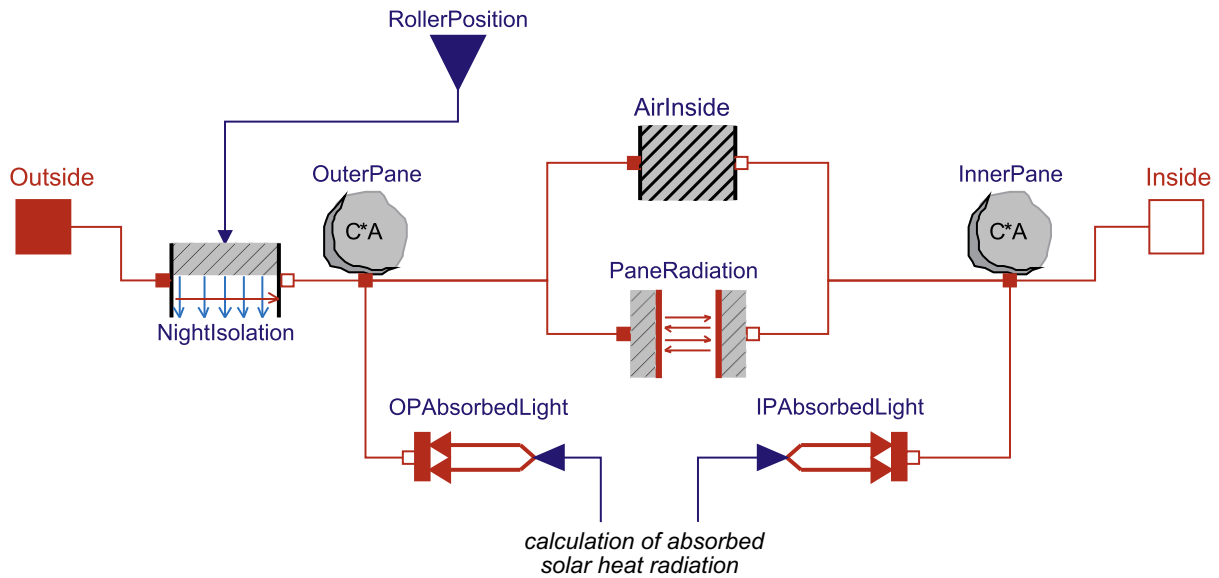 RollerPosition
AirInside
Outside
OuterPane
InnerPane
Inside
C*A
C*A
PaneRadiation
NightIsolation
OPAbsorbedLight
IPAbsorbedLight
calculation of absorbed
solar heat radiation